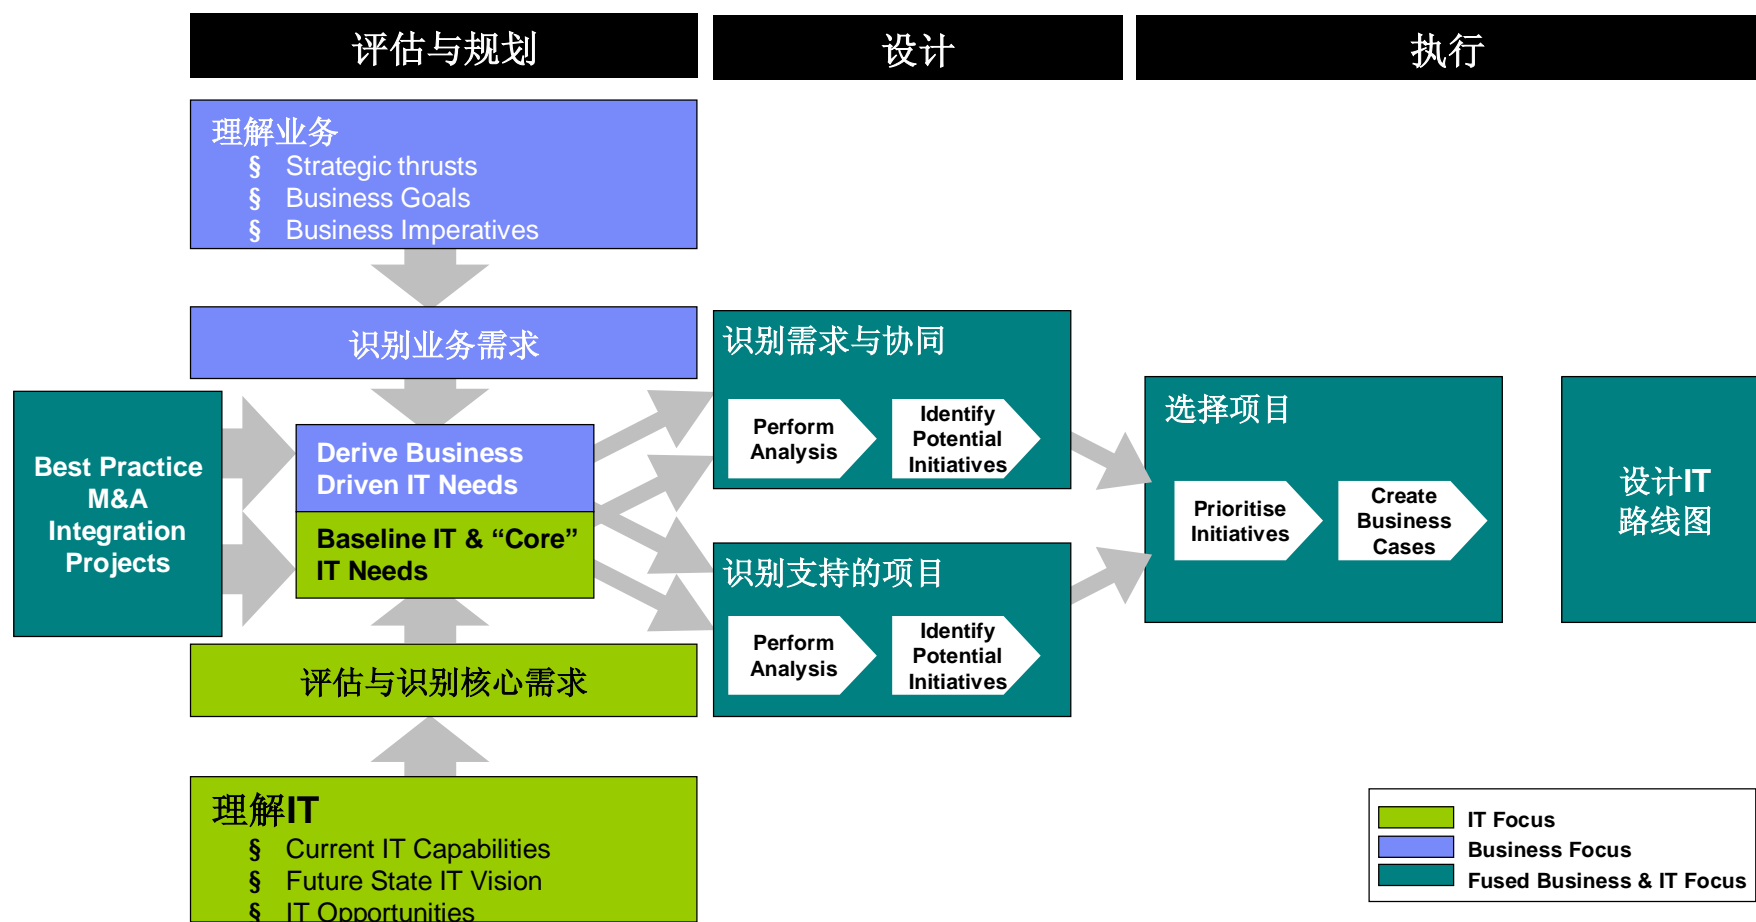 评估与规划
设计
执行
理解业务
§ Strategic thrusts
§ Business Goals
§ Business Imperatives
识别业务需求
Best Practice
M&A
Integration
Projects
Derive Business
Driven IT Needs
Baseline IT & “Core”
IT Needs
评估与识别核心需求
理解IT
§ Current IT Capabilities
§ Future State IT Vision
§ IT Opportunities
识别需求与协同
Perform
Analysis
Identify
Potential
Initiatives
识别支持的项目
Perform
Analysis
Identify
Potential
Initiatives
选择项目
Prioritise
Initiatives
Create
Business
Cases
设计IT
路线图
IT Focus
Business Focus
Fused Business & IT Focus